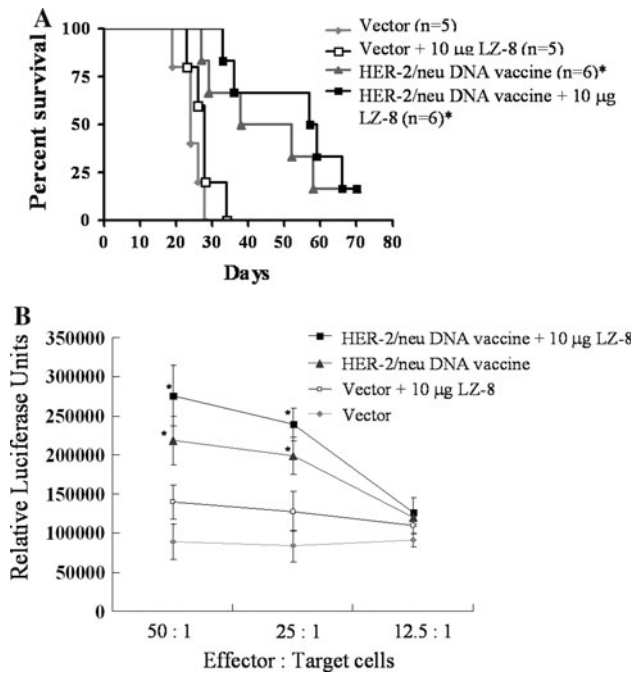 A
Vector (n=5)
Vector + 10 μg LZ-8 (n=5)
HER-2/neu DNA vaccine (n=6)*
HER-2/neu DNA vaccine + 10 μg
LZ-8 (n=6)*
Percent survival
100
75
50
25
0
0 10 20 30 40 50 60 70 80
Days
B
HER-2/neu DNA vaccine + 10 μg LZ-8
HER-2/neu DNA vaccine
Vector + 10 μg LZ-8
Vector
Relative Luciferase Units
350000
300000
250000
200000
150000
100000
50000
0
* *
* *
50 : 1 25 : 1 12.5 : 1
Effector : Target cells